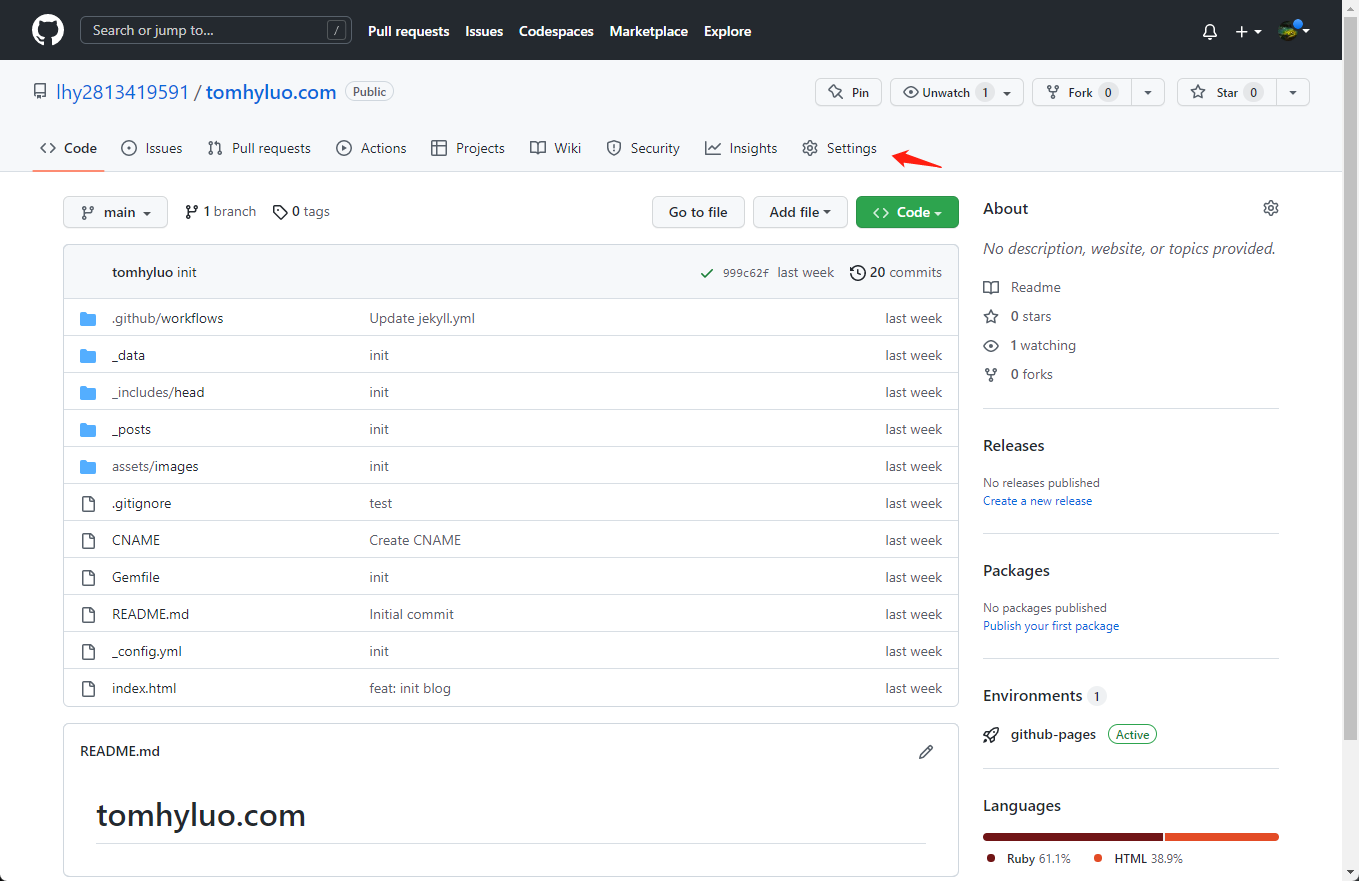 Search or jump to... /
Pull requests Issues Codespaces Marketplace Explore
lhy2813419591 / tomhyluo.com Public
Pin Unwatch 1 Fork 0 Star 0
Code Issues Pull requests Actions Projects Wiki Security Insights Settings
main 1 branch 0 tags Go to file Add file Code
tomhyluo init 999c62f last week 20 commits
.github/workflows Update jekyll.yml last week
_data init last week
_includes/head init last week
_posts init last week
assets/images init last week
.gitignore test last week
CNAME Create CNAME last week
Gemfile init last week
README.md Initial commit last week
_config.yml init last week
index.html feat: init blog last week
README.md
tomhyluo.com
About
No description, website, or topics provided.
Readme
0 stars
1 watching
0 forks
Releases
No releases published
Create a new release
Packages
No packages published
Publish your first package
Environments 1
github-pages Active
Languages
Ruby 61.1% HTML 38.9%